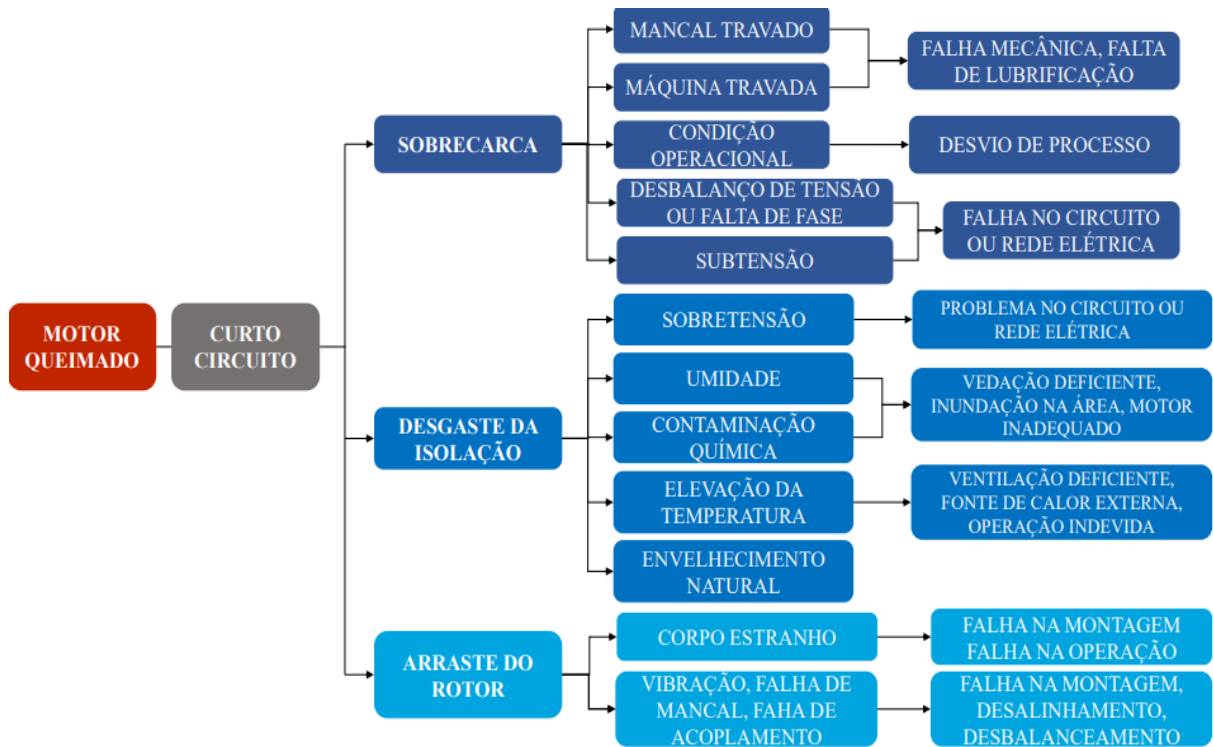 MOTOR
QUEIMADO
CURTO
CIRCUITO
SOBRECARCA
MANCAL TRAVADO
MÁQUINA TRAVADA
FALHA MECÂNICA, FALTA
DE LUBRIFICAÇÃO
CONDIÇÃO
OPERACIONAL
DESVIO DE PROCESSO
DESBALANÇO DE TENSÃO
OU FALTA DE FASE
SUBTENSÃO
FALHA NO CIRCUITO
OU REDE ELÉTRICA
DESGASTE DA
ISOLAÇÃO
SOBRETENSÃO
PROBLEMA NO CIRCUITO OU
REDE ELÉTRICA
UMIDADE
CONTAMINAÇÃO
QUÍMICA
VEDAÇÃO DEFICIENTE,
INUNDAÇÃO NA ÁREA, MOTOR
INADEQUADO
ELEVAÇÃO DA
TEMPERATURA
VENTILAÇÃO DEFICIENTE,
FONTE DE CALOR EXTERNA,
OPERAÇÃO INDEVIDA
ENVELHECIMENTO
NATURAL
ARRASTE DO
ROTOR
CORPO ESTRANHO
FALHA NA MONTAGEM
FALHA NA OPERAÇÃO
VIBRAÇÃO, FALHA DE
MANCAL, FAHA DE
ACOPLAMENTO
FALHA NA MONTAGEM,
DESALINHAMENTO,
DESBALANCEAMENTO